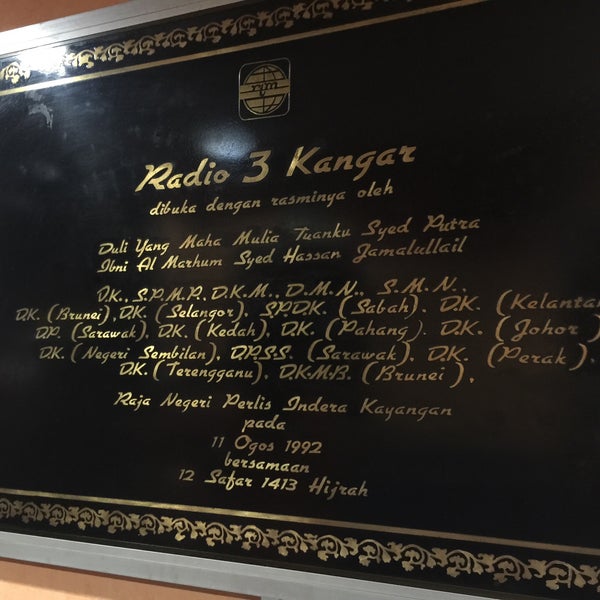 rtm
Radio 3 Kangar
dibuka dengan rasminya oleh
Duli Yang Maha Mulia Tuanku Syed Putra
Ibni Al Marhum Syed Hassan Jamalullail
D.K., S.P.M.P., D.K.M., D.M.N., S.M.N.,
D.K. (Brunei), D.K. (Selangor), S.P.D.K. (Sabah). D.K. (Kelantan
D.P. (Sarawak), D.K. (Kedah), D.K. (Pahang). D.K. (Johor)
D.K. (Negeri Sembilan), D.P.S.S. (Sarawak), D.K. (Perak).
D.K. (Terengganu), D.K.M.B. (Brunei),
Raja Negeri Perlis Indera Kayangan
pada
11 Ogos 1992
bersamaan
12 Safar 1413 Hijrah